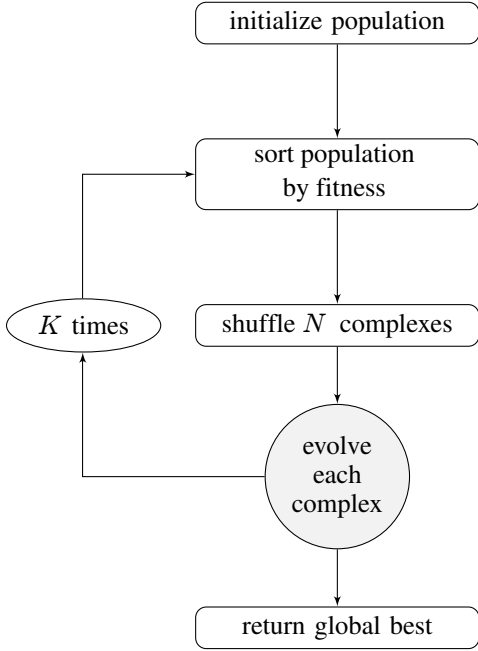 initialize population
sort population
by fitness
K times
shuffle N complexes
evolve
each
complex
return global best